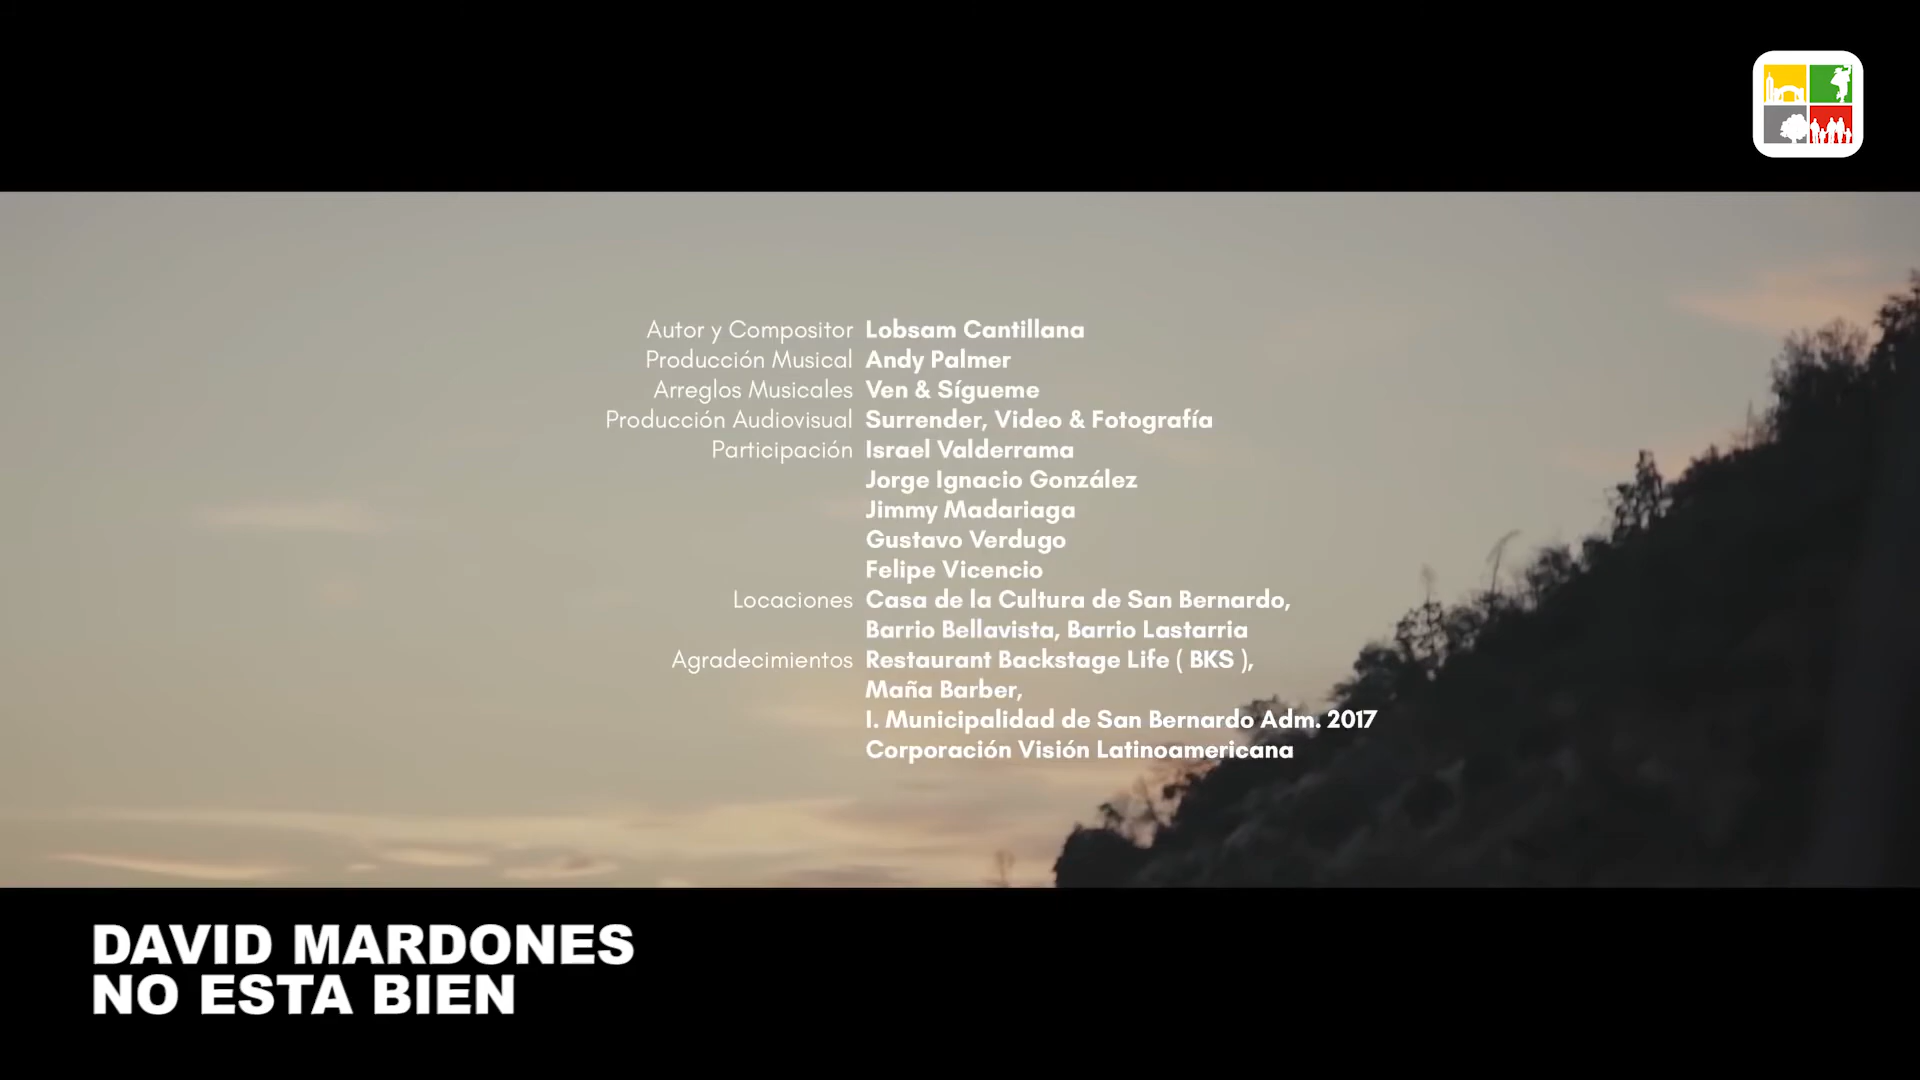 Autor y Compositor Lobsam Cantillana
Producción Musical Andy Palmer
Arreglos Musicales Ven & Sígueme
Producción Audiovisual Surrender, Video & Fotografía
Participación Israel Valderrama
Jorge Ignacio González
Jimmy Madariaga
Gustavo Verdugo
Felipe Vicencio
Locaciones Casa de la Cultura de San Bernardo,
Barrio Bellavista, Barrio Lastarria
Agradecimientos Restaurant Backstage Life ( BKS ),
Maña Barber,
I. Municipalidad de San Bernardo Adm. 2017
Corporación Visión Latinoamericana
DAVID MARDONES
NO ESTA BIEN